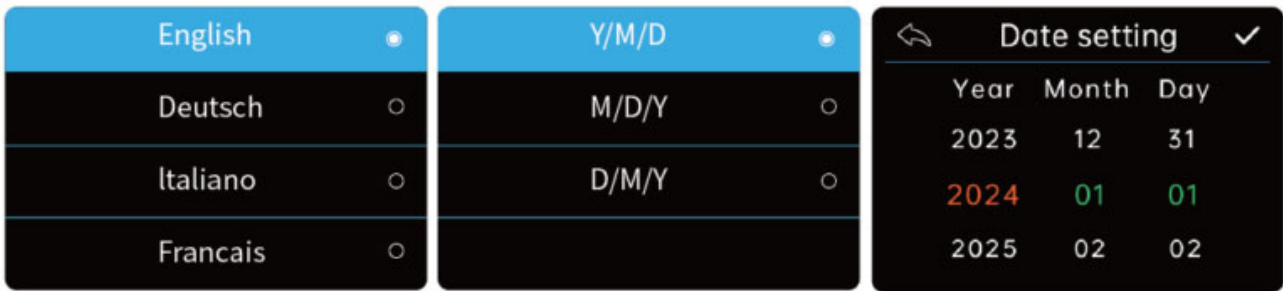 English
Deutsch
Italiano
Francais
Y/M/D
M/D/Y
D/M/Y
Date setting
Year Month Day
2023 12 31
2024 01 01
2025 02 02